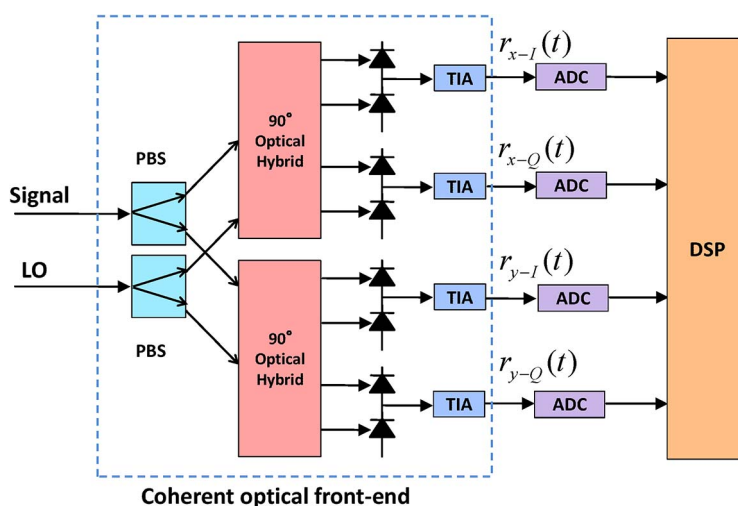 PBS
Signal
LO
PBS
90°
Optical
Hybrid
90°
Optical
Hybrid
TIA
TIA
TIA
TIA
r_{x-I}(t)
r_{x-Q}(t)
r_{y-I}(t)
r_{y-Q}(t)
ADC
ADC
ADC
ADC
DSP
Coherent optical front-end